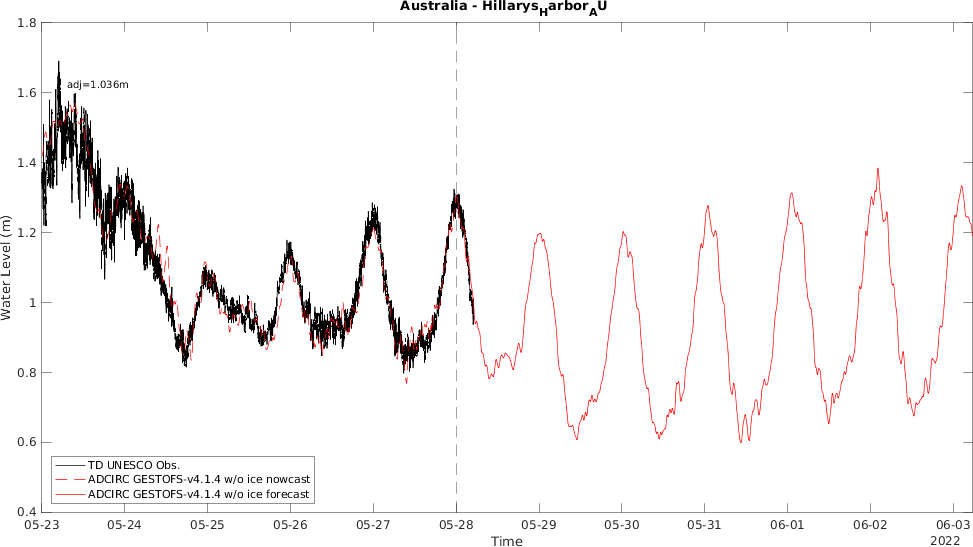 Australia - Hillarys_Harbor_AU
1.8
1.6
1.4
1.2
1
0.8
0.6
0.4
Water Level (m)
adj=1.036m
TD UNESCO Obs.
ADCIRC GESTOFS-v4.1.4 w/o ice nowcast
ADCIRC GESTOFS-v4.1.4 w/o ice forecast
05-23 05-24 05-25 05-26 05-27 05-28 05-29 05-30 05-31 06-01 06-02 06-03
Time
2022